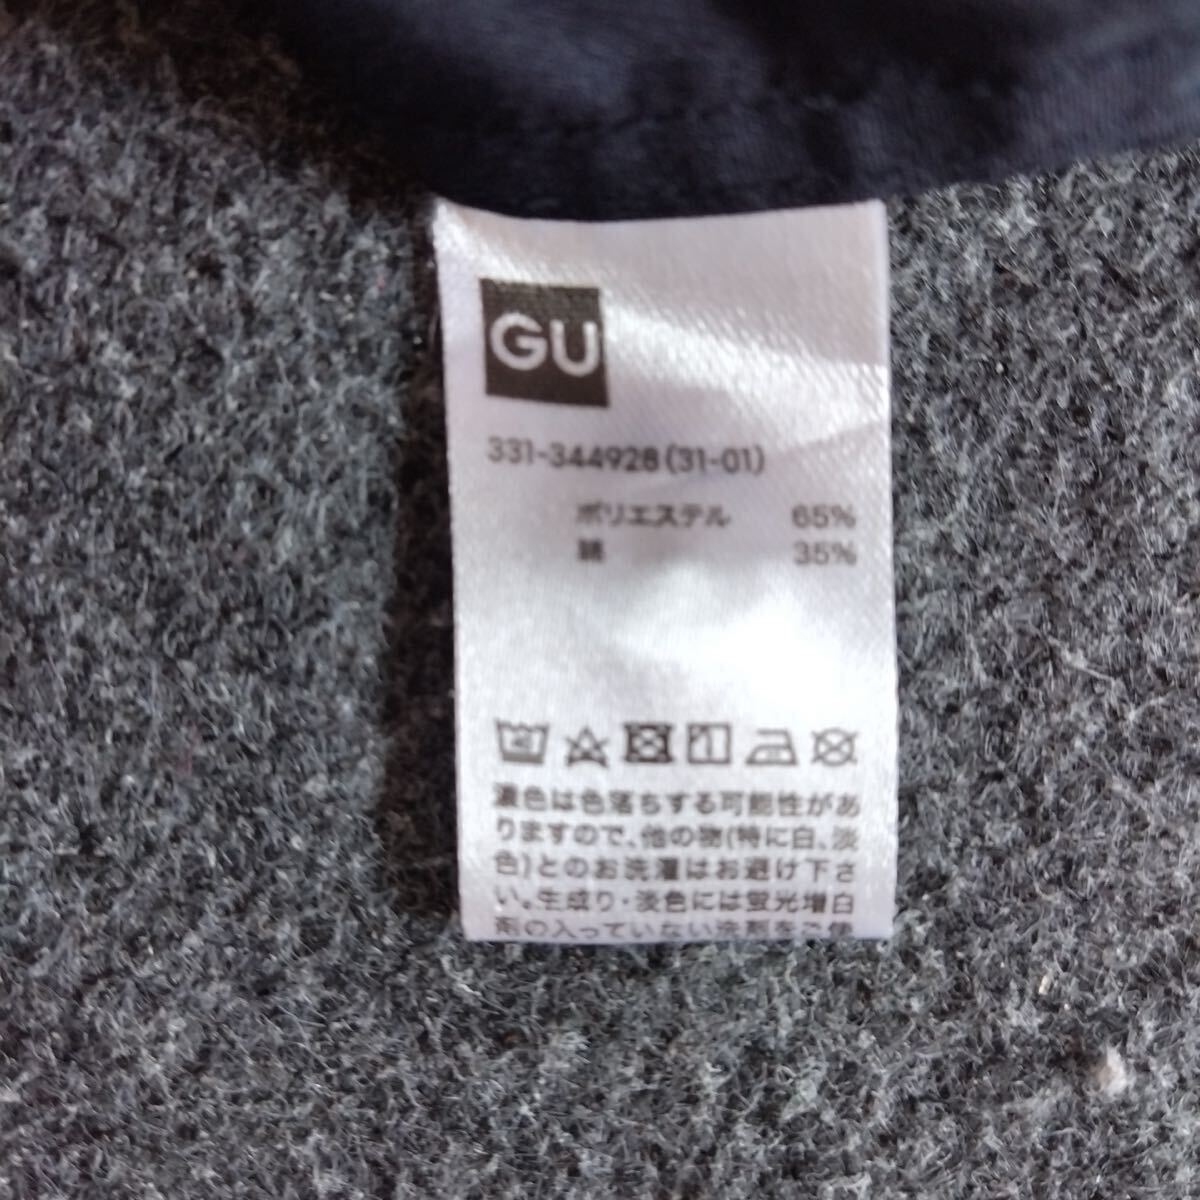 GU
331-344928(31-01)
ポリエステル 65%
綿 35%
濃色は色落ちする可能性があ
りますので、他の物(特に白、淡
色)とのお洗濯はお避け下さ
い。生成り・淡色には蛍光増白
剤の入っていない洗剤をご使